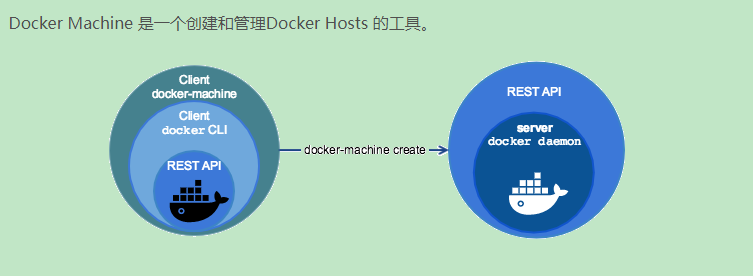 Docker Machine 是一个创建和管理Docker Hosts 的工具。
Client
docker-machine
Client
docker CLI
REST API
docker-machine create
REST API
server
docker daemon